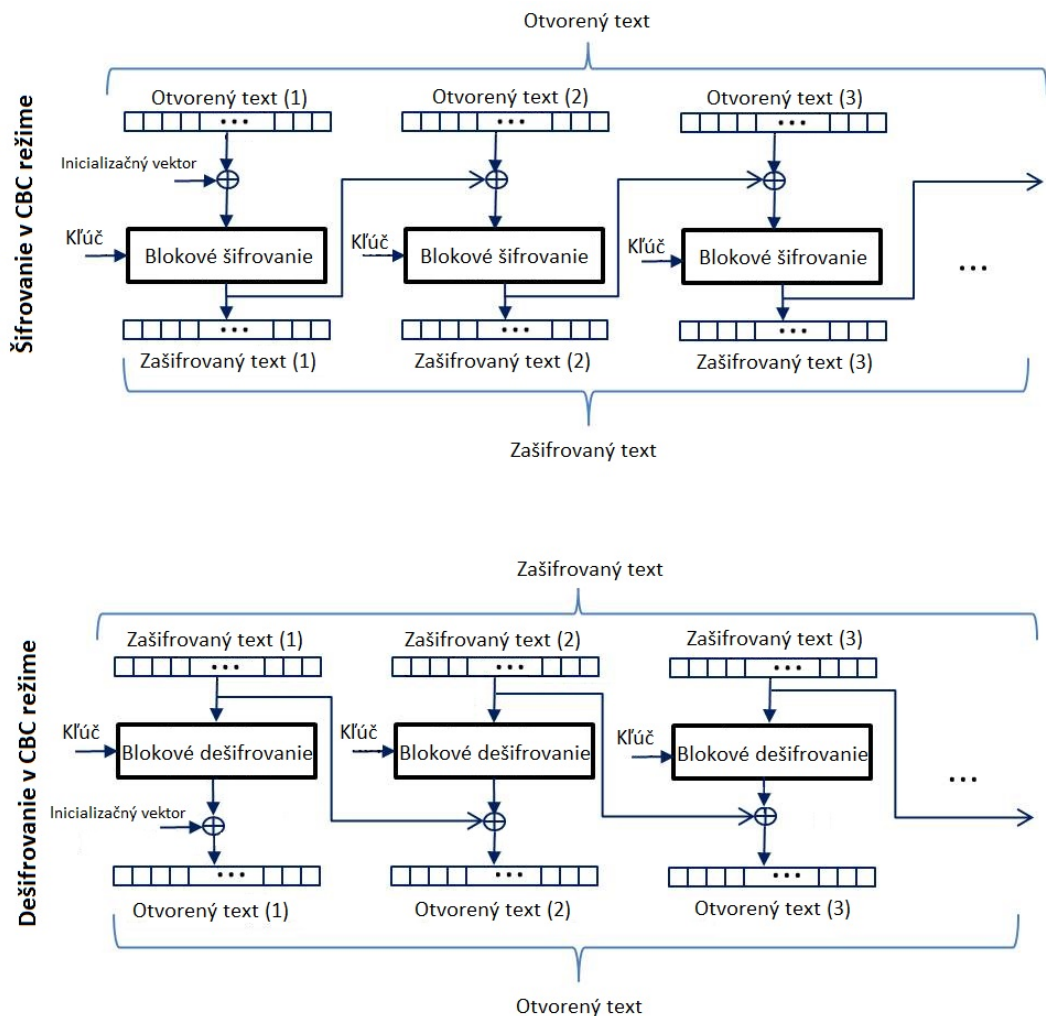 Otvorený text
Šifrovanie v CBC režime
Otvorený text (1) Otvorený text (2) Otvorený text (3)
...
...
...
Inicializačný vektor
Kľúč Blokové šifrovanie Kľúč Blokové šifrovanie Kľúč Blokové šifrovanie
...
...
...
...
Zašifrovaný text (1) Zašifrovaný text (2) Zašifrovaný text (3)
Zašifrovaný text
Zašifrovaný text
Dešifrovanie v CBC režime
Zašifrovaný text (1) Zašifrovaný text (2) Zašifrovaný text (3)
...
...
...
Kľúč Blokové dešifrovanie Kľúč Blokové dešifrovanie Kľúč Blokové dešifrovanie
...
Inicializačný vektor
...
...
...
Otvorený text (1) Otvorený text (2) Otvorený text (3)
Otvorený text